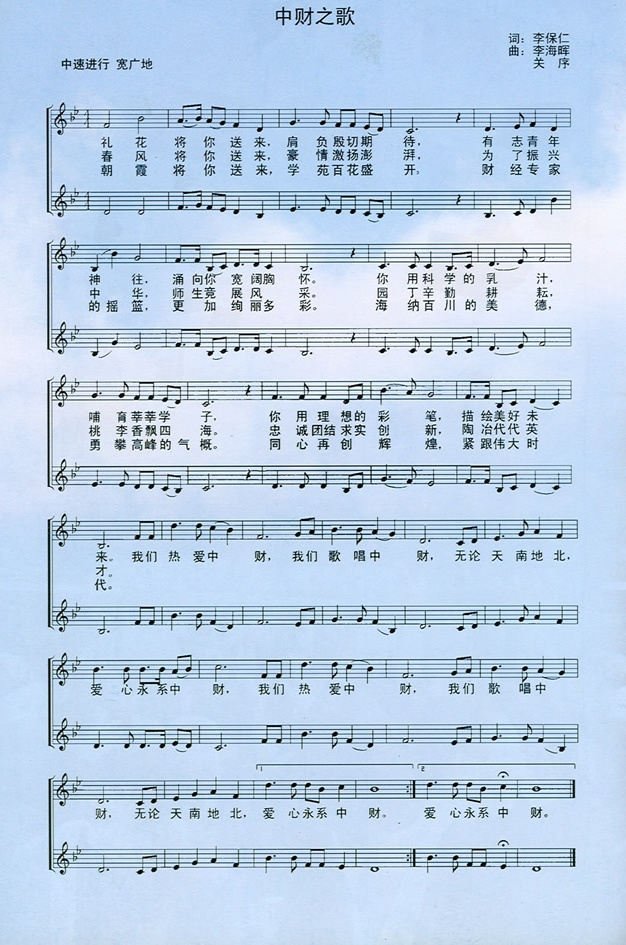 中财之歌
词：李保仁
曲：李海晖
关 序
中速进行 宽广地
礼 花 将 你 送 来，肩 负 殷切期 待， 有 志青 年
春 风 将 你 送 来，豪 情 激扬澎 湃， 为 了振 兴
朝 霞 将 你 送 来，学 苑 百花盛 开， 财 经专 家
神 往，涌 向你 宽 阔胸 怀。 你 用科 学的 乳 汁，
中 华，师 生竞 展 风 采。 园 丁 辛 勤 耕 耘，
的 摇 篮，更 加 绚丽多 彩。 海 纳百 川的 美 德，
哺 育 莘莘学 子， 你 用 理 想的 彩 笔，描 绘美好 未
桃 李 香飘四 海。 忠 诚 团结求 实 创 新，陶 冶代代 英
勇 攀高峰的 气 概。 同 心 再 创 辉 煌，紧 跟伟大 时
来。我们 热 爱中 财，我们 歌 唱中 财，无论 天 南地 北，
才。
代。
爱 心永系中 财，我们 热 爱中 财，我们 歌 唱中
1 2
财，无论 天 南地 北，爱 心永系 中 财。 爱 心永系 中 财。